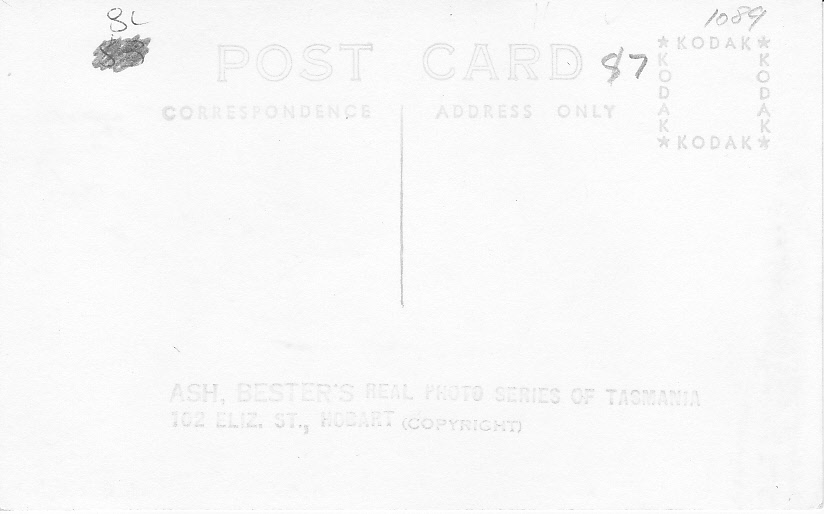 1089
POST CARD 87
CORRESPONDENCE ADDRESS ONLY
★ KODAK ★
KODAK
KODAK
★ KODAK ★
ASH, BESTER'S REAL PHOTO SERIES OF TASMANIA
102 ELIZ. ST., HOBART (COPYRIGHT)